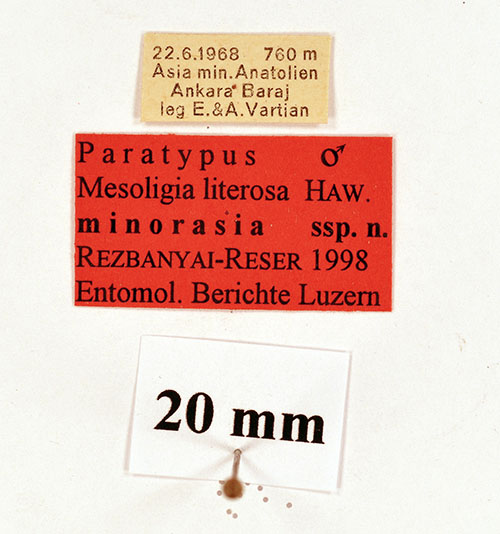 22.6.1968 760 m
Asia min. Anatolien
Ankara Baraj
leg E.&A.Vartian
Paratypus ♂
Mesoligia literosa HAW.
minorasia ssp. n.
REZBANYAI-RESER 1998
Entomol. Berichte Luzern
20 mm